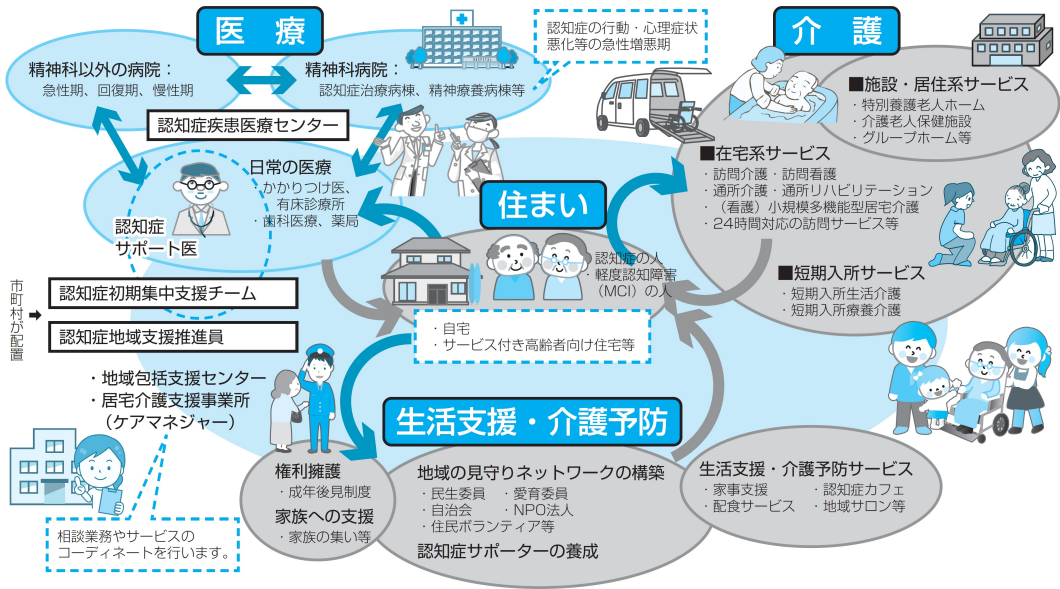 医療
精神科以外の病院：
急性期、回復期、慢性期
精神科病院：
認知症治療病棟、精神療養病棟等
認知症の行動・心理症状
悪化等の急性増悪期
認知症疾患医療センター
日常の医療
・かかりつけ医、
有床診療所
・歯科医療、薬局
認知症
サポート医
市町村が配置
認知症初期集中支援チーム
認知症地域支援推進員
・地域包括支援センター
・居宅介護支援事業所
（ケアマネジャー）
相談業務やサービスの
コーディネートを行います。
介護
■施設・居住系サービス
・特別養護老人ホーム
・介護老人保健施設
・グループホーム等
■在宅系サービス
・訪問介護・訪問看護
・通所介護・通所リハビリテーション
・（看護）小規模多機能型居宅介護
・24時間対応の訪問サービス等
■短期入所サービス
・短期入所生活介護
・短期入所療養介護
住まい
・認知症の人
・軽度認知障害
（MCI）の人
・自宅
・サービス付き高齢者向け住宅等
生活支援・介護予防
権利擁護
・成年後見制度
家族への支援
・家族の集い等
地域の見守りネットワークの構築
・民生委員 ・愛育委員
・自治会 ・NPO法人
・住民ボランティア等
認知症サポーターの養成
生活支援・介護予防サービス
・家事支援 ・認知症カフェ
・配食サービス ・地域サロン等